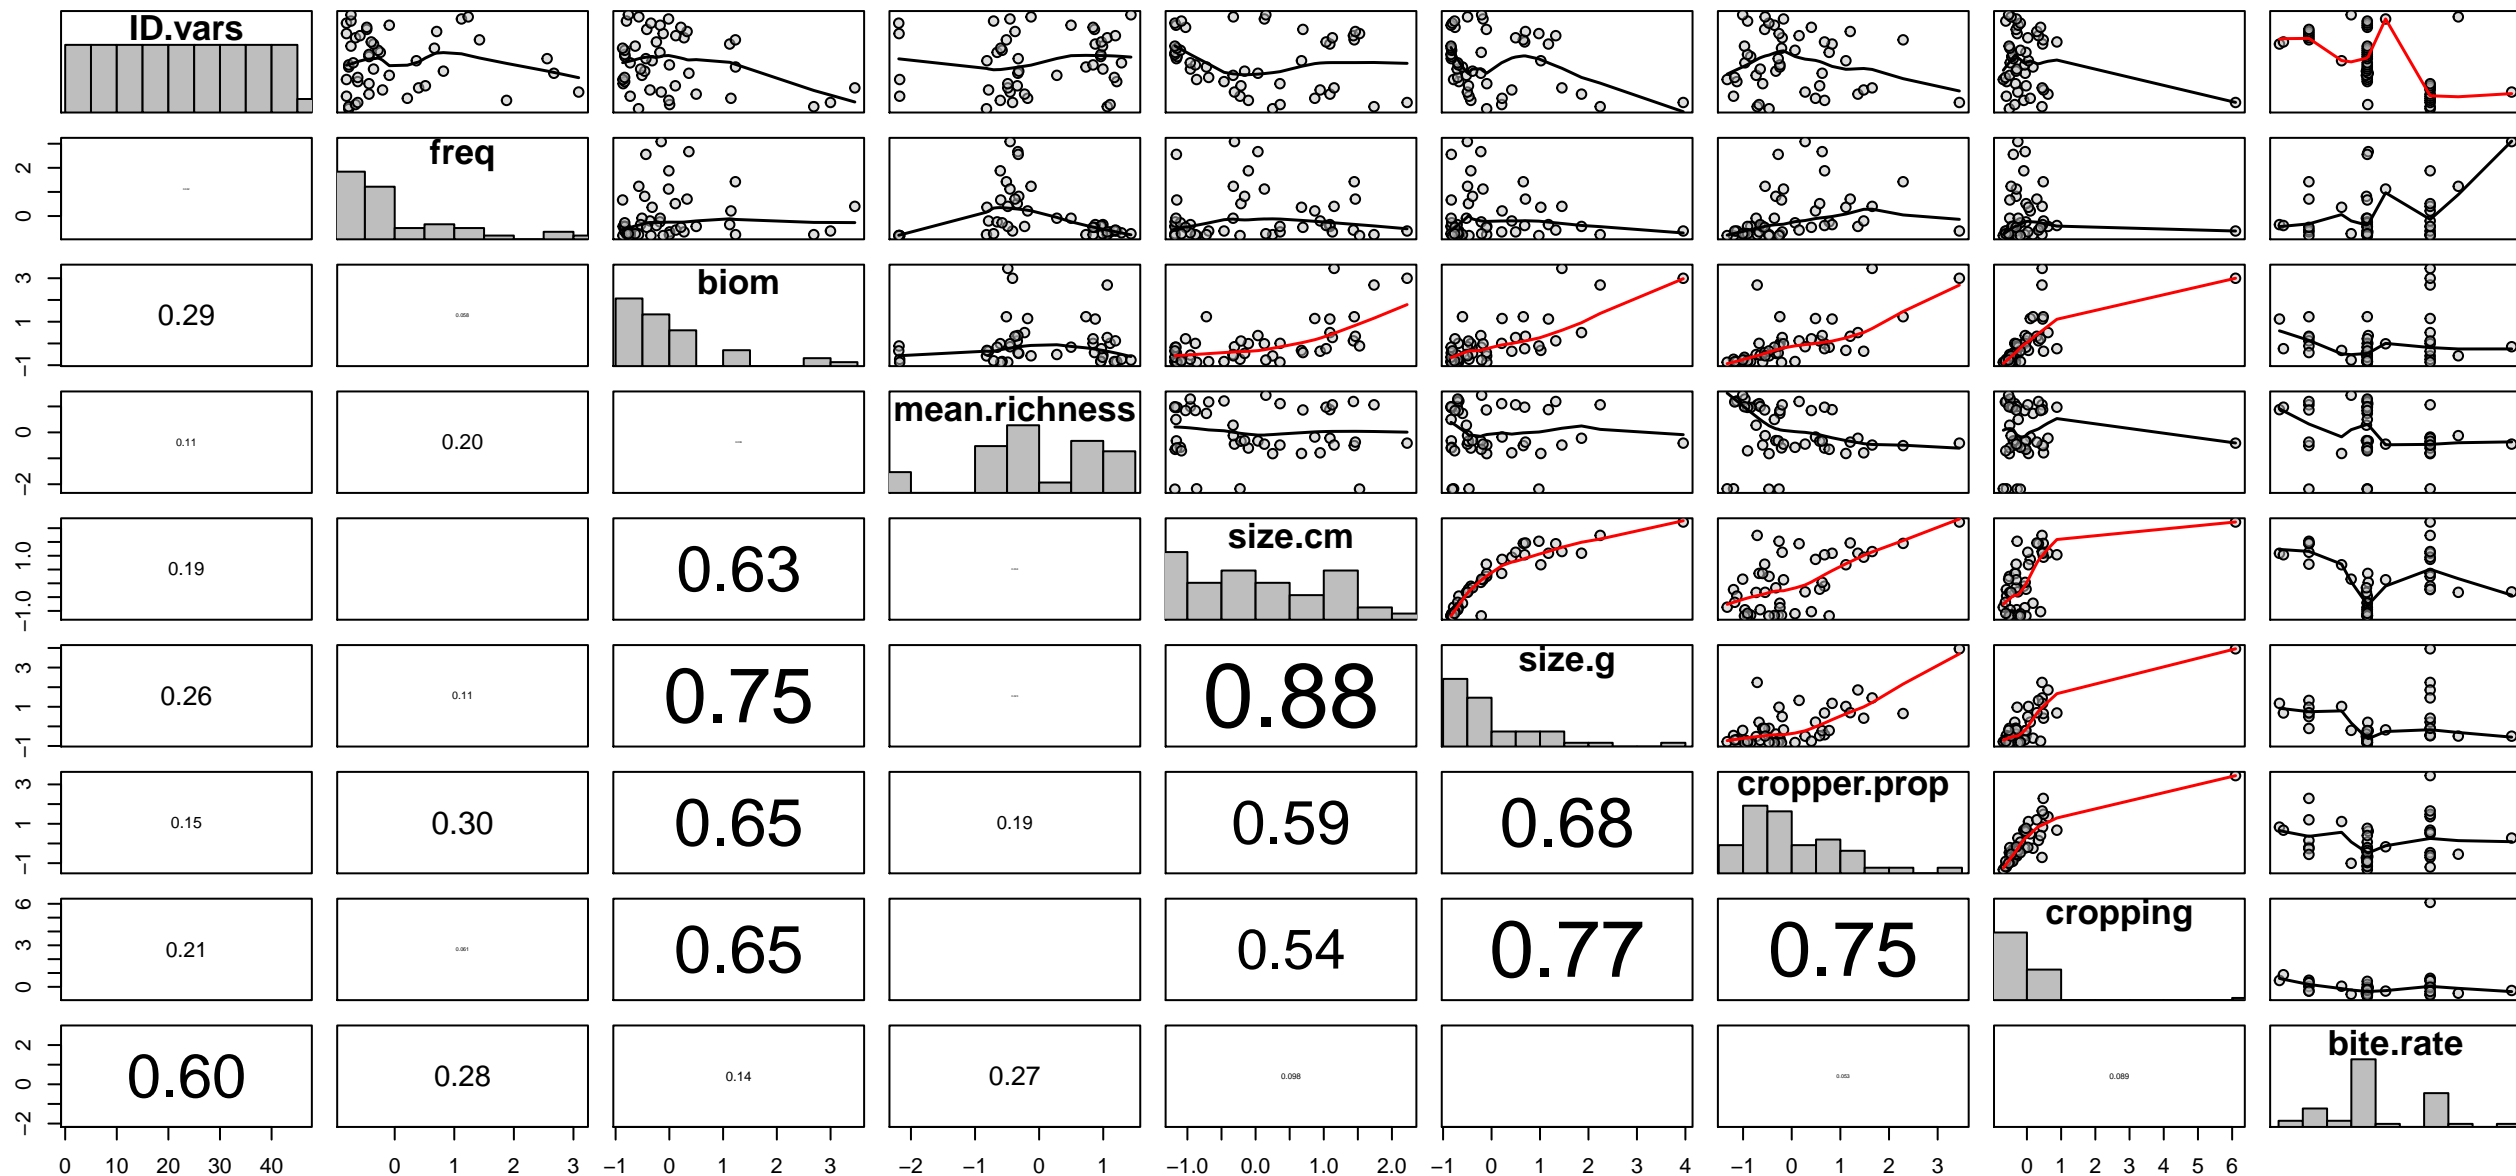 ID.vars
2 0 freq
3 1 −1 0.29 0.058 biom
0 −2 0.11 0.20 mean.richness
1.0 −1.0 0.19 0.63 size.cm
3 1 −1 0.26 0.11 0.75 0.88 size.g
3 1 −1 0.15 0.30 0.65 0.19 0.59 0.68 cropper.prop
6 3 0 0.21 0.061 0.65 0.54 0.77 0.75 cropping
2 0 −2 0.60 0.28 0.14 0.27 0.098 0.053 0.089 bite.rate
0 10 20 30 40 0 1 2 3 −1 0 1 2 3 −2 −1 0 1 −1.0 0.0 1.0 2.0 −1 0 1 2 3 4 −1 0 1 2 3 0 1 2 3 4 5 6